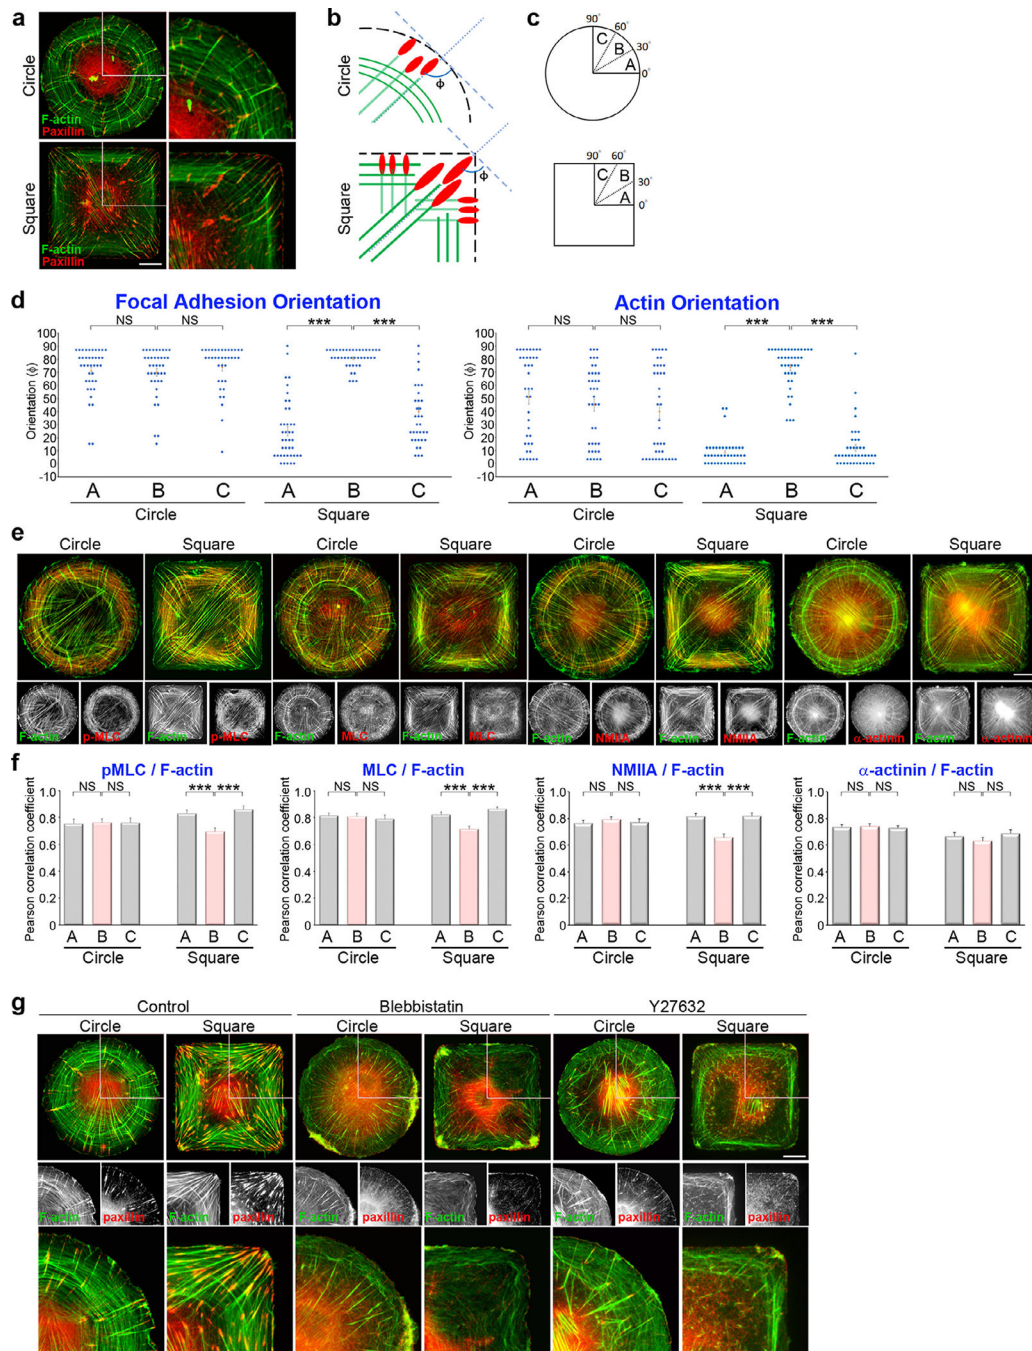 a
b
c
Circle
F-actin
Paxillin
Square
F-actin
Paxillin
Circle
ϕ
Square
ϕ
90° 60° 30° 0°
C B A
90° 60° 30° 0°
C B A
d
Focal Adhesion Orientation
Actin Orientation
NS NS *** ***
NS NS *** ***
Orientation (ϕ)
100
90
80
70
60
50
40
30
20
10
0
-10
A B C A B C
Circle Square
Orientation (ϕ)
100
90
80
70
60
50
40
30
20
10
0
-10
A B C A B C
Circle Square
e
Circle Square Circle Square Circle Square Circle Square
F-actin p-MLC F-actin p-MLC F-actin MLC F-actin MLC F-actin NMIIA F-actin NMIIA F-actin α-actinin F-actin α-actinin
f
pMLC / F-actin
NS NS *** ***
Pearson correlation coefficient
1.0
0.8
0.6
0.4
0.2
0
A B C A B C
Circle Square
MLC / F-actin
NS NS *** ***
Pearson correlation coefficient
1.0
0.8
0.6
0.4
0.2
0
A B C A B C
Circle Square
NMIIA / F-actin
NS NS *** ***
Pearson correlation coefficient
1.0
0.8
0.6
0.4
0.2
0
A B C A B C
Circle Square
α-actinin / F-actin
NS NS NS NS
Pearson correlation coefficient
1.0
0.8
0.6
0.4
0.2
0
A B C A B C
Circle Square
g
Control Blebbistatin Y27632
Circle Square Circle Square Circle Square
F-actin paxillin F-actin paxillin F-actin paxillin F-actin paxillin F-actin paxillin F-actin paxillin